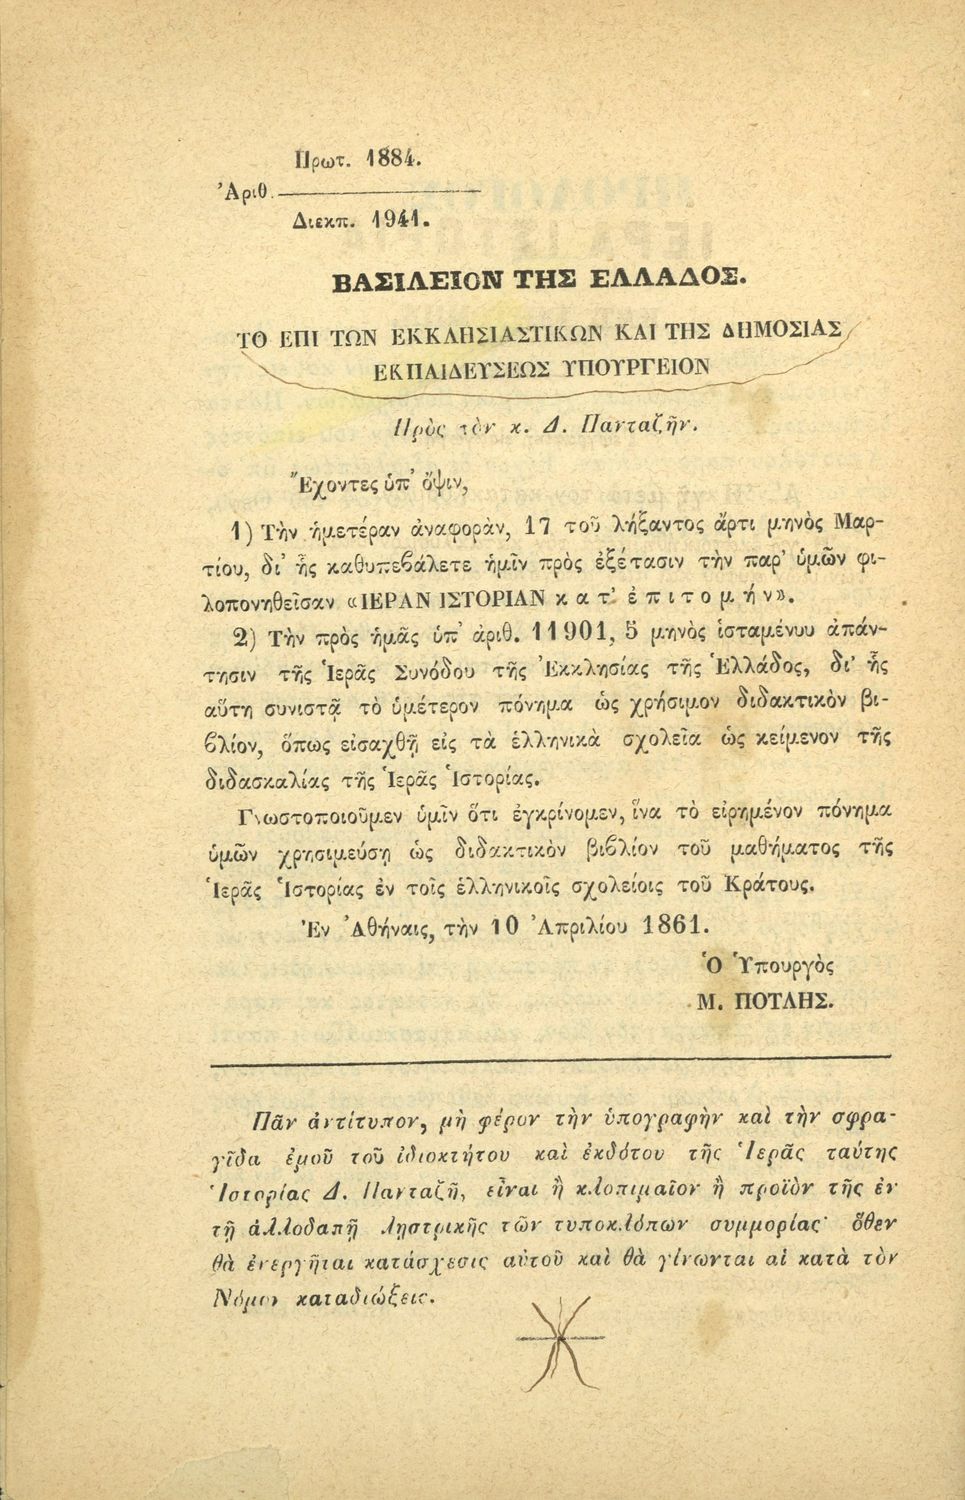 Πρωτ. 1884.
Ἀριθ.
Διεκπ. 1941.
ΒΑΣΙΛΕΙΟΝ ΤΗΣ ΕΛΛΑΔΟΣ.
ΤΟ ΕΠΙ ΤΩΝ ΕΚΚΛΗΣΙΑΣΤΙΚΩΝ ΚΑΙ ΤΗΣ ΔΗΜΟΣΙΑΣ
ΕΚΠΑΙΔΕΥΣΕΩΣ ΥΠΟΥΡΓΕΙΟΝ
Πρὸς τὸν κ. Δ. Πανταζῆν.
Ἔχοντες ὑπ' ὄψιν,
1) Τὴν ἡμετέραν ἀναφορὰν, 17 τοῦ λήξαντος ἄρτι μηνὸς Μαρ-
τίου, δι' ἧς καθυπεβάλετε ἡμῖν πρὸς ἐξέτασιν τὴν παρ' ὑμῶν φι-
λοπονηθεῖσαν «ΙΕΡΑΝ ΙΣΤΟΡΙΑΝ κατ' ἐπιτομήν».
2) Τὴν πρὸς ἡμᾶς ὑπ' ἀριθ. 11901, 5 μηνὸς ἱσταμένυυ ἀπάν-
τησιν τῆς Ἱερᾶς Συνόδου τῆς Ἐκκλησίας τῆς Ἑλλάδος, δι' ἧς
αὕτη συνιστᾷ τὸ ὑμέτερον πόνημα ὡς χρήσιμον διδακτικὸν βι-
βλίον, ὅπως εἰσαχθῇ εἰς τὰ ἑλληνικὰ σχολεῖα ὡς κείμενον τῆς
διδασκαλίας τῆς Ἱερᾶς Ἱστορίας.
Γνωστοποιοῦμεν ὑμῖν ὅτι ἐγκρίνομεν, ἵνα τὸ εἰρημένον πόνημα
ὑμῶν χρησιμεύσῃ ὡς διδακτικὸν βιβλίον τοῦ μαθήματος τῆς
Ἱερᾶς Ἱστορίας ἐν τοῖς ἑλληνικοῖς σχολείοις τοῦ Κράτους.
Ἐν Ἀθήναις, τὴν 10 Ἀπριλίου 1861.
Ὁ Ὑπουργὸς
Μ. ΠΟΤΛΗΣ.
Πᾶν ἀντίτυπον, μὴ φέρον τὴν ὑπογραφὴν καὶ τὴν σφρα-
γῖδα ἐμοῦ τοῦ ἰδιοκτήτου καὶ ἐκδότου τῆς Ἱερᾶς ταύτης
Ἱστορίας Δ. Πανταζῆ, εἶναι ἢ κλοπιμαῖον ἢ προϊὸν τῆς ἐν
τῇ ἀλλοδαπῇ λῃστρικῆς τῶν τυποκλόπων συμμορίας· ὅθεν
θὰ ἐνεργῆται κατάσχεσις αὐτοῦ καὶ θὰ γίνωνται αἱ κατὰ τὸν
Νόμον καταδιώξεις.